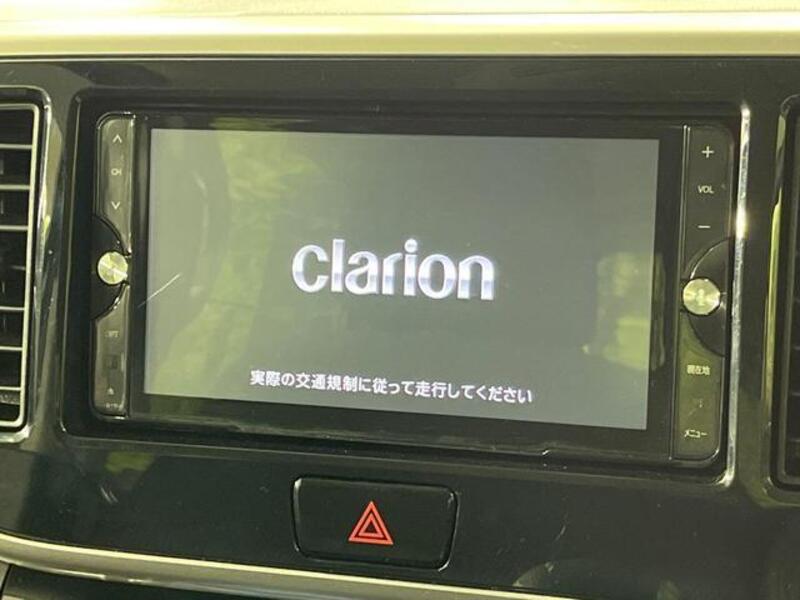 CH
VOL
clarion
実際の交通規制に従って走行してください
現在地
メニュー